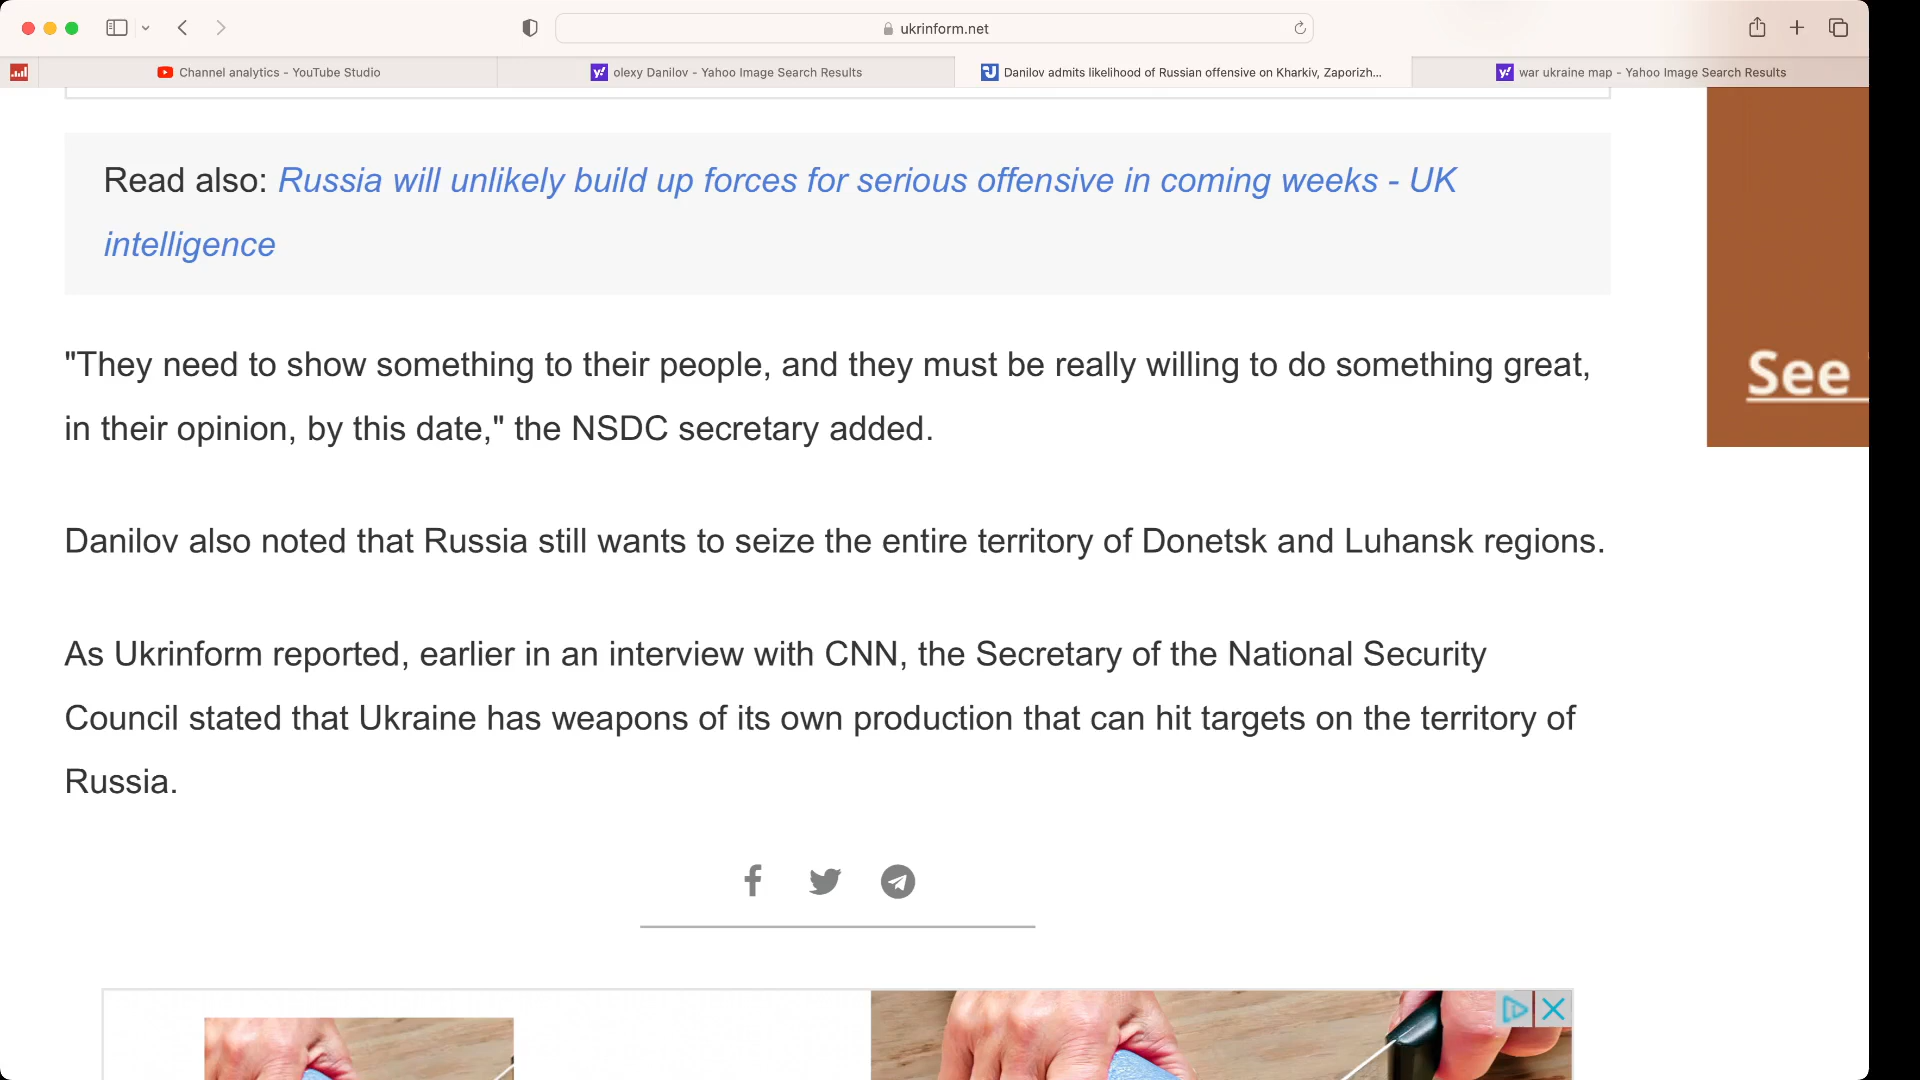 ukrinform.net
Channel analytics - YouTube Studio
olexy Danilov - Yahoo Image Search Results
Danilov admits likelihood of Russian offensive on Kharkiv, Zaporizh...
war ukraine map - Yahoo Image Search Results
Read also: Russia will unlikely build up forces for serious offensive in coming weeks - UK
intelligence
See
"They need to show something to their people, and they must be really willing to do something great,
in their opinion, by this date," the NSDC secretary added.
Danilov also noted that Russia still wants to seize the entire territory of Donetsk and Luhansk regions.
As Ukrinform reported, earlier in an interview with CNN, the Secretary of the National Security
Council stated that Ukraine has weapons of its own production that can hit targets on the territory of
Russia.